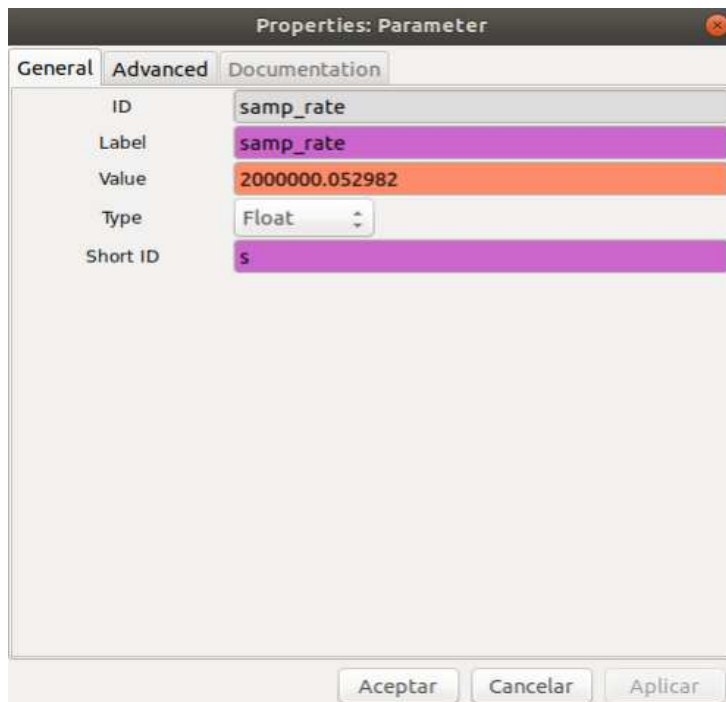 Properties: Parameter
General Advanced Documentation
ID samp_rate
Label samp_rate
Value 2000000.052982
Type Float
Short ID s
Aceptar Cancelar Aplicar